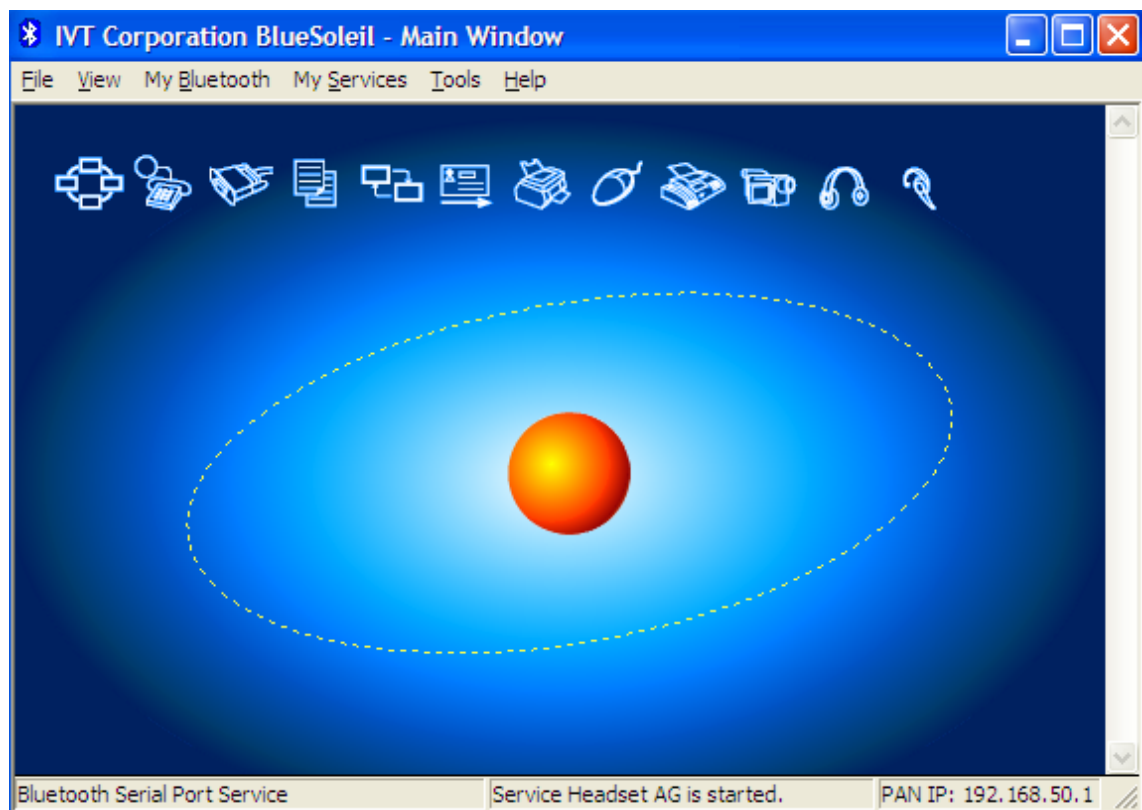 IVT Corporation BlueSoleil - Main Window
File View My Bluetooth My Services Tools Help
Bluetooth Serial Port Service Service Headset AG is started. PAN IP: 192.168.50.1